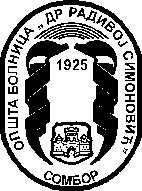 ОПШТА БОЛНИЦА „ДР РАДИВОЈ СИМОНОВИЋ”
1925
СОМБОР